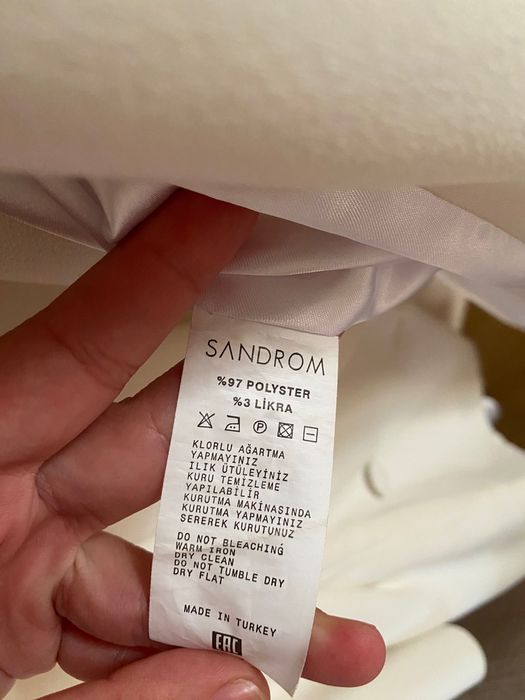 SANDROM
%97 POLYSTER
%3 LİKRA
KLORLU AĞARTMA
YAPMAYINIZ
ILIK ÜTÜLEYİNİZ
KURU TEMİZLEME
YAPILABİLİR
KURUTMA MAKİNASINDA
KURUTMA YAPMAYINIZ
SEREREK KURUTUNUZ
DO NOT BLEACHING
WARM IRON
DRY CLEAN
DO NOT TUMBLE DRY
DRY FLAT
MADE IN TURKEY
EAC